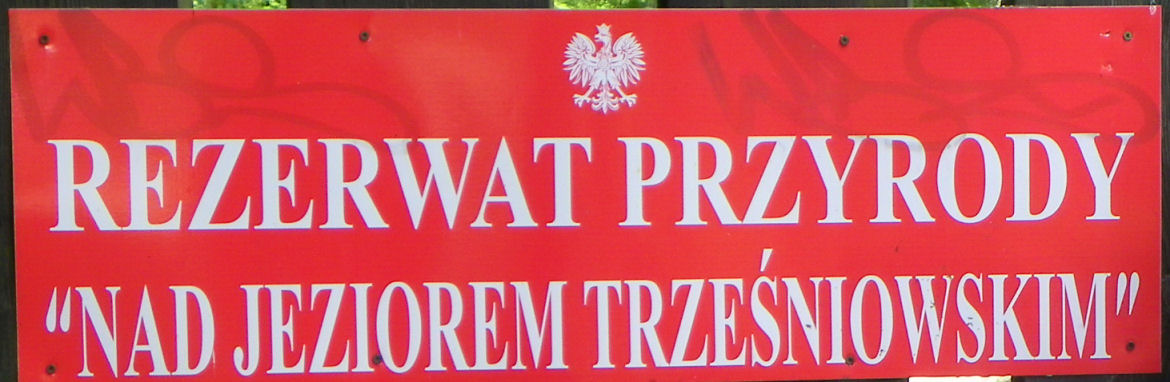 REZERWAT PRZYRODY
“NAD JEZIOREM TRZEŚNIOWSKIM”